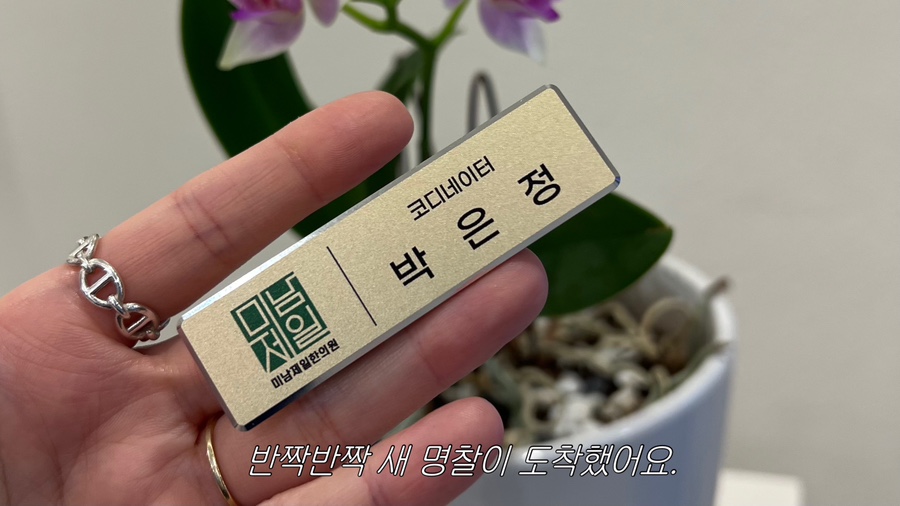 코디네이터
박은정
미남
제일
미남제일한의원
반짝반짝 새 명찰이 도착했어요.